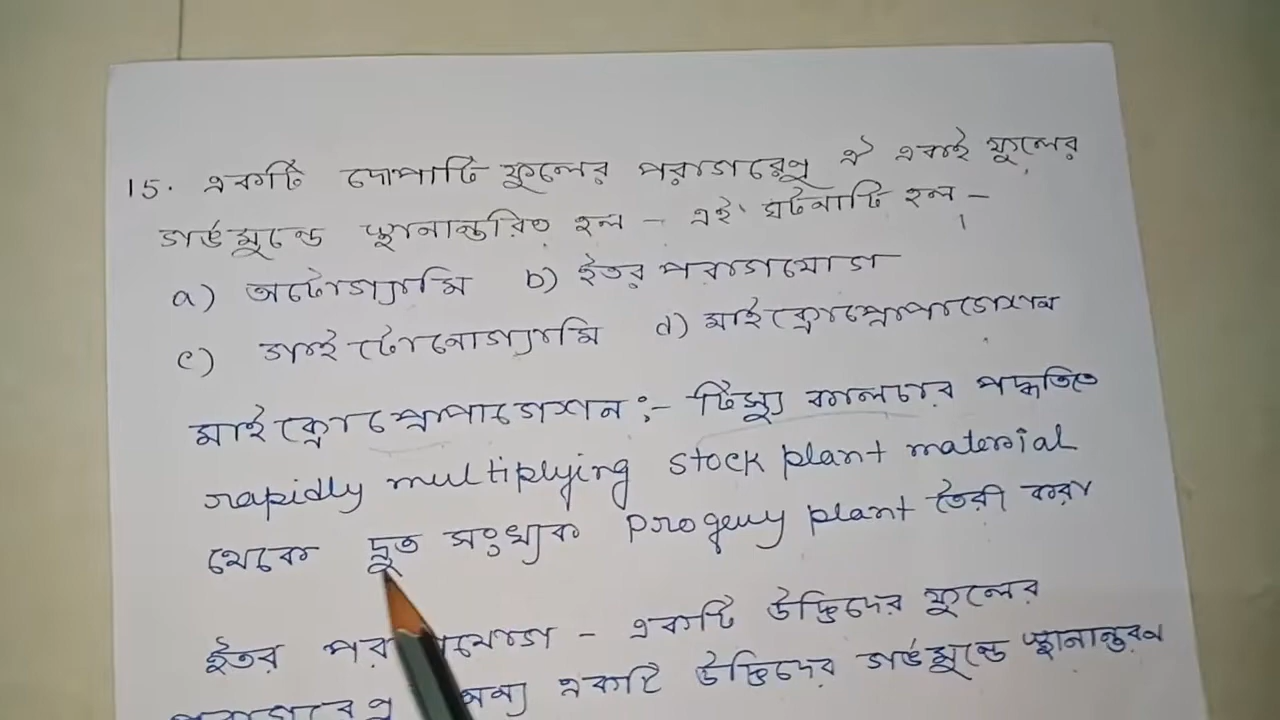 15. একটি দোপাটি ফুলের পরাগরেণু ঐ একই ফুলের
গর্ভমুন্ডে স্থানান্তরিত হল - এই ঘটনাটি হল -
a) অটোগ্যামি b) ইতর পরাগযোগ
c) গাইটোনোগ্যামি d) মাইক্রোপ্রোপাগেশান
মাইক্রোপ্রোপাগেশন :- টিস্যু কালচার পদ্ধতিতে
rapidly multiplying stock plant material
থেকে দ্রুত সংখ্যক progeny plant তৈরী করা
ইতর - একটি উদ্ভিদের ফুলের
পরাগরেণু অন্য একটি উদ্ভিদের গর্ভমুন্ডে স্থানান্তরণ